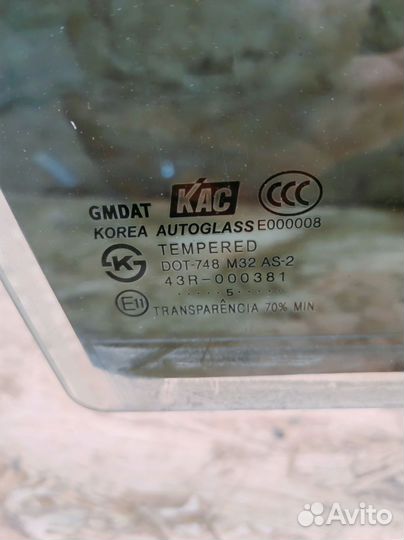 GMDAT KAC CCC
KOREA AUTOGLASS E000008
TEMPERED
DOT-748 M32 AS-2
43R-000381
.....5.....
E11 TRANSPARÊNCIA 70% MIN
Avito